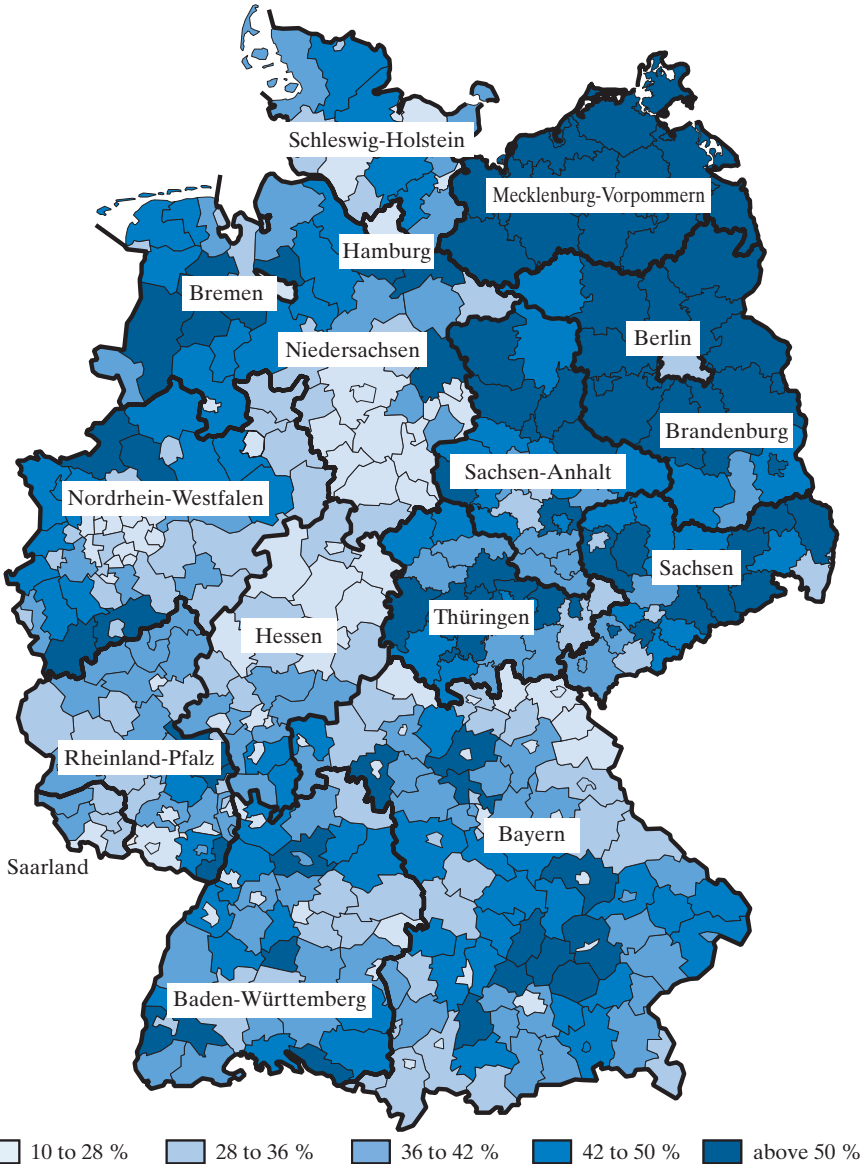 Schleswig-Holstein
Mecklenburg-Vorpommern
Hamburg
Bremen
Berlin
Niedersachsen
Brandenburg
Sachsen-Anhalt
Nordrhein-Westfalen
Sachsen
Thüringen
Hessen
Rheinland-Pfalz
Bayern
Saarland
Baden-Württemberg
10 to 28 % 28 to 36 % 36 to 42 % 42 to 50 % above 50 %